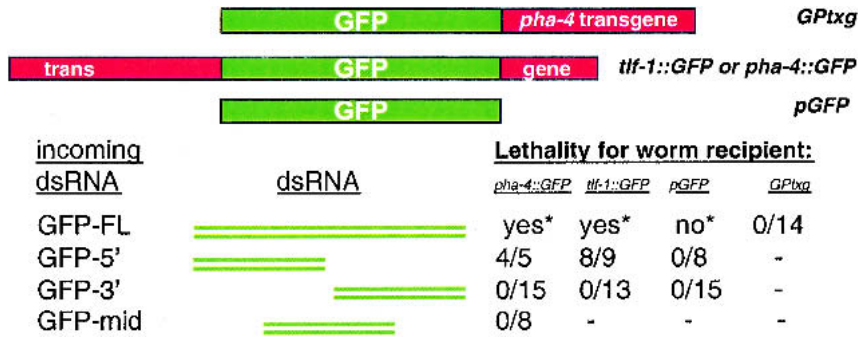 GFP pha-4 transgene GPtxg
trans GFP gene tlf-1::GFP or pha-4::GFP
GFP pGFP
incoming Lethality for worm recipient:
dsRNA dsRNA pha-4::GFP tlf-1::GFP pGFP GPtxg
GFP-FL yes* yes* no* 0/14
GFP-5' 4/5 8/9 0/8 -
GFP-3' 0/15 0/13 0/15 -
GFP-mid 0/8 - - -